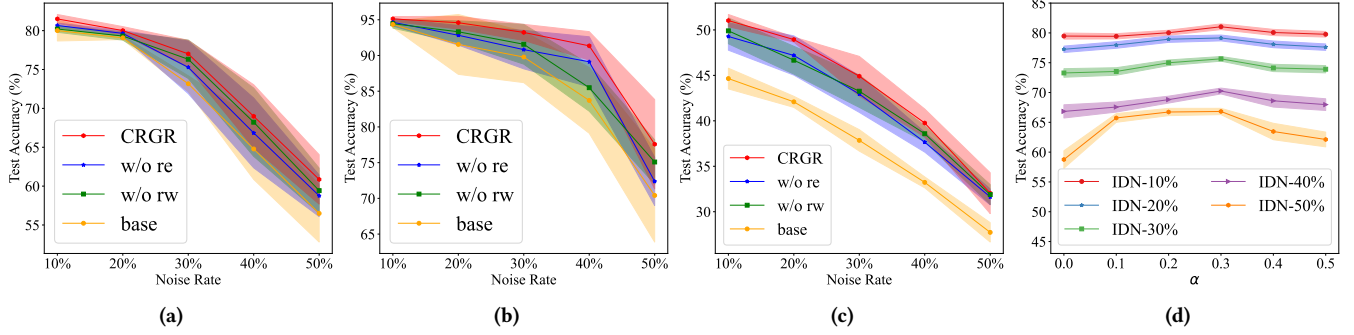 Test Accuracy (%)
80
75
70
65
60
55
CRGR
w/o re
w/o rw
base
10% 20% 30% 40% 50%
Noise Rate
(a)
Test Accuracy (%)
95
90
85
80
75
70
65
CRGR
w/o re
w/o rw
base
10% 20% 30% 40% 50%
Noise Rate
(b)
Test Accuracy (%)
50
45
40
35
30
CRGR
w/o re
w/o rw
base
10% 20% 30% 40% 50%
Noise Rate
(c)
Test Accuracy (%)
85
80
75
70
65
60
55
50
45
IDN-10% IDN-40%
IDN-20% IDN-50%
IDN-30%
0.0 0.1 0.2 0.3 0.4 0.5
α
(d)